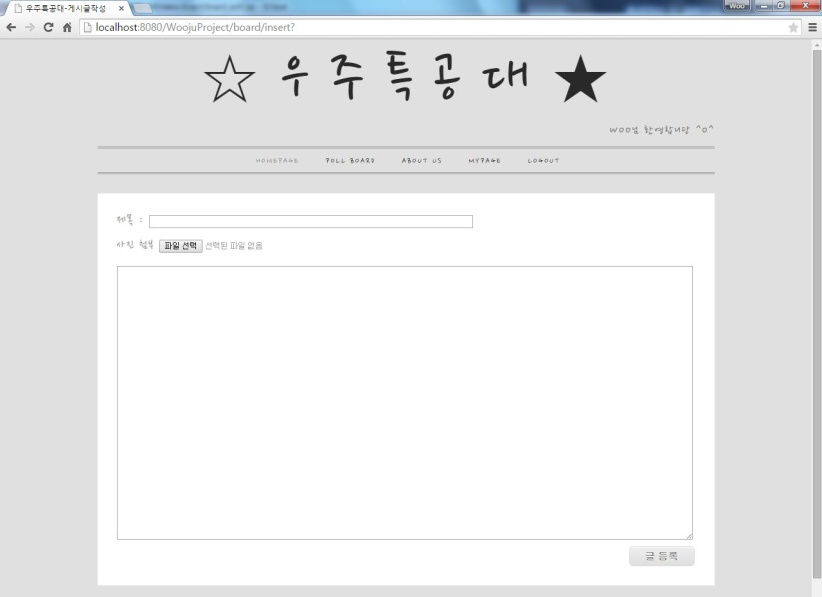 우주특공대-게시글작성
Woo
localhost:8080/WoojuProject/board/insert?
☆ 우 주 특 공 대 ★
woo님 환영합니당 ^o^
HOMEPAGE POLL BOARD ABOUT US MYPAGE LOGOUT
제목 :
사진 첨부 파일 선택 선택된 파일 없음
글 등록